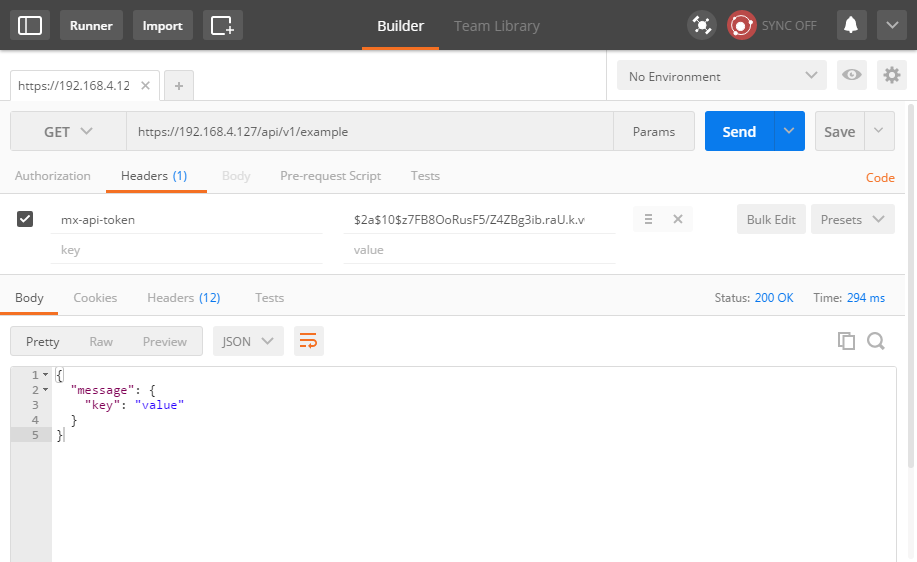 Runner Import Builder Team Library SYNC OFF
https://192.168.4.12 No Environment
GET https://192.168.4.127/api/v1/example Params Send Save
Authorization Headers (1) Body Pre-request Script Tests Code
mx-api-token $2a$10$z7FB8OoRusF5/Z4ZBg3ib.raU.k.v Bulk Edit Presets
key value
Body Cookies Headers (12) Tests Status: 200 OK Time: 294 ms
Pretty Raw Preview JSON
1 {
2 "message": {
3 "key": "value"
4 }
5 }